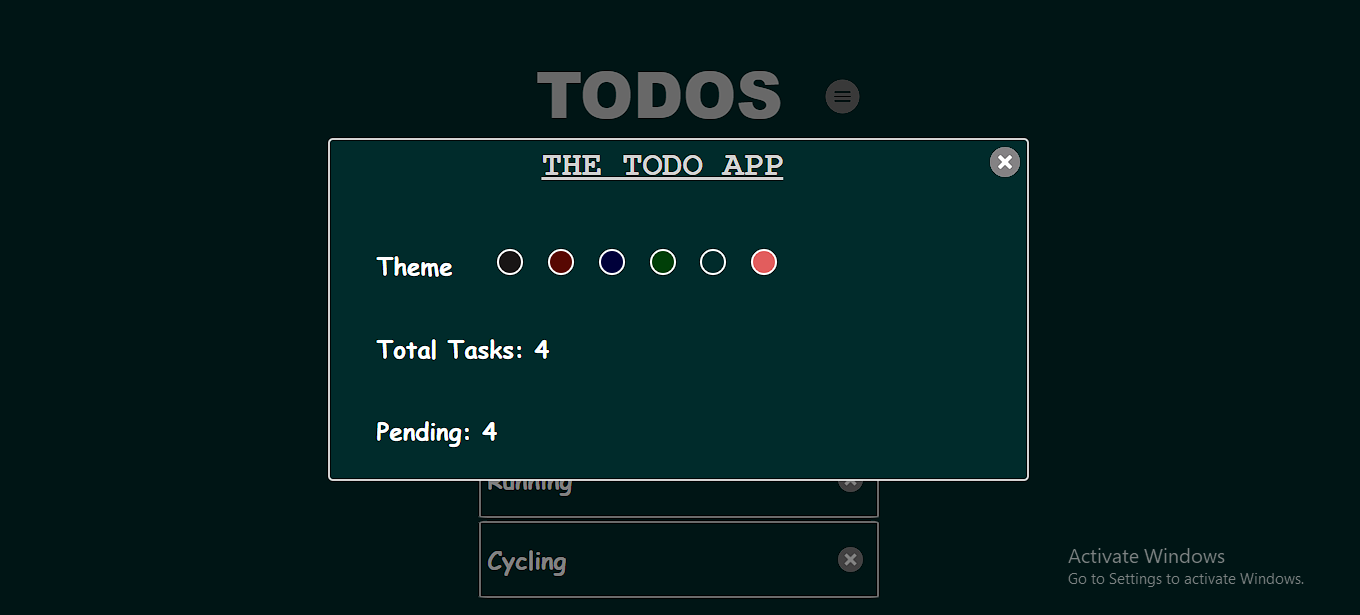 TODOS
THE TODO APP
Theme
Total Tasks: 4
Pending: 4
Running
Cycling
Activate Windows
Go to Settings to activate Windows.